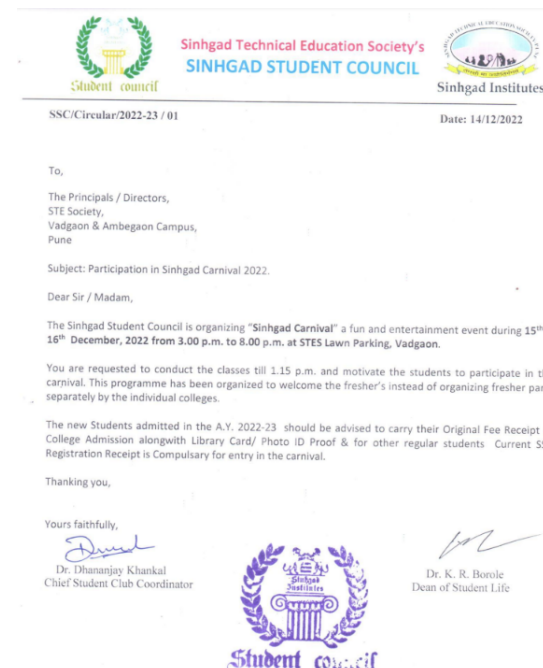 Sinhgad Technical Education Society's
SINHGAD STUDENT COUNCIL
Student council
Sinhgad Institutes
SSC/Circular/2022-23 / 01
Date: 14/12/2022
To,
The Principals / Directors,
STE Society,
Vadgaon & Ambegaon Campus,
Pune
Subject: Participation in Sinhgad Carnival 2022.
Dear Sir / Madam,
The Sinhgad Student Council is organizing "Sinhgad Carnival" a fun and entertainment event during 15th
16th December, 2022 from 3.00 p.m. to 8.00 p.m. at STES Lawn Parking, Vadgaon.
You are requested to conduct the classes till 1.15 p.m. and motivate the students to participate in
carnival. This programme has been organized to welcome the fresher's instead of organizing fresher
separately by the individual colleges.
The new Students admitted in the A.Y. 2022-23 should be advised to carry their Original Fee Receipt
College Admission alongwith Library Card/ Photo ID Proof & for other regular students Current
Registration Receipt is Compulsary for entry in the carnival.
Thanking you,
Yours faithfully,
Dr. Dhananjay Khankal
Chief Student Club Coordinator
Dr. K. R. Borole
Dean of Student Life
Sinhgad
Institutes
Student council